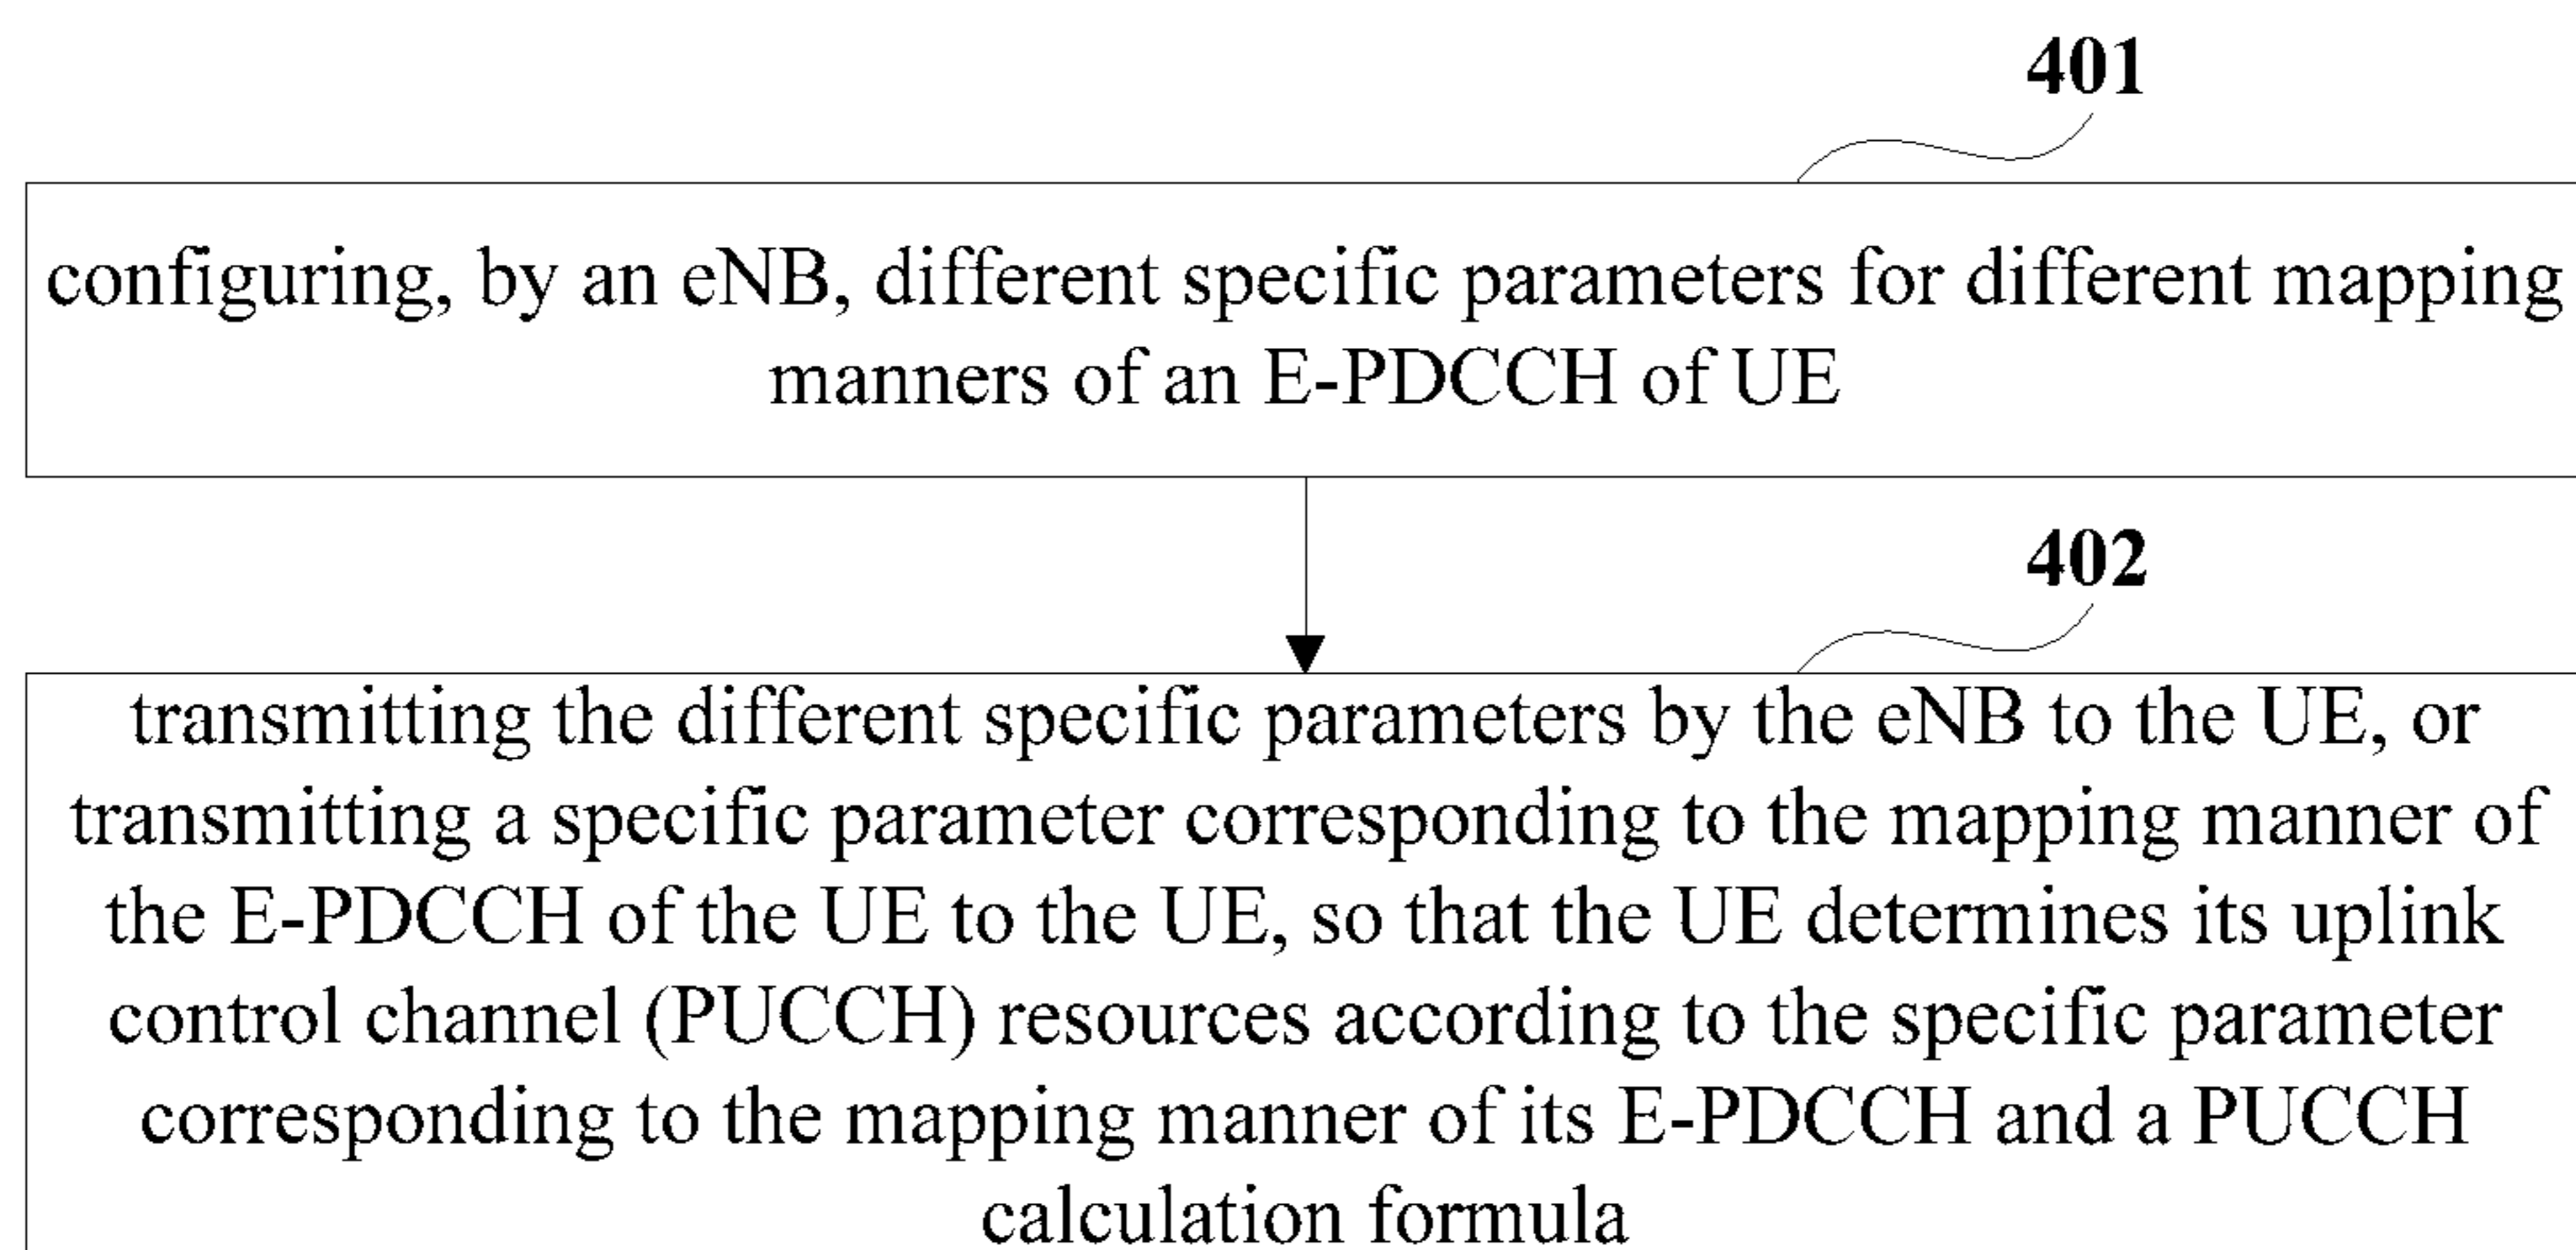 401
configuring, by an eNB, different specific parameters for different mapping
manners of an E-PDCCH of UE
402
transmitting the different specific parameters by the eNB to the UE, or
transmitting a specific parameter corresponding to the mapping manner of
the E-PDCCH of the UE to the UE, so that the UE determines its uplink
control channel (PUCCH) resources according to the specific parameter
corresponding to the mapping manner of its E-PDCCH and a PUCCH
calculation formula